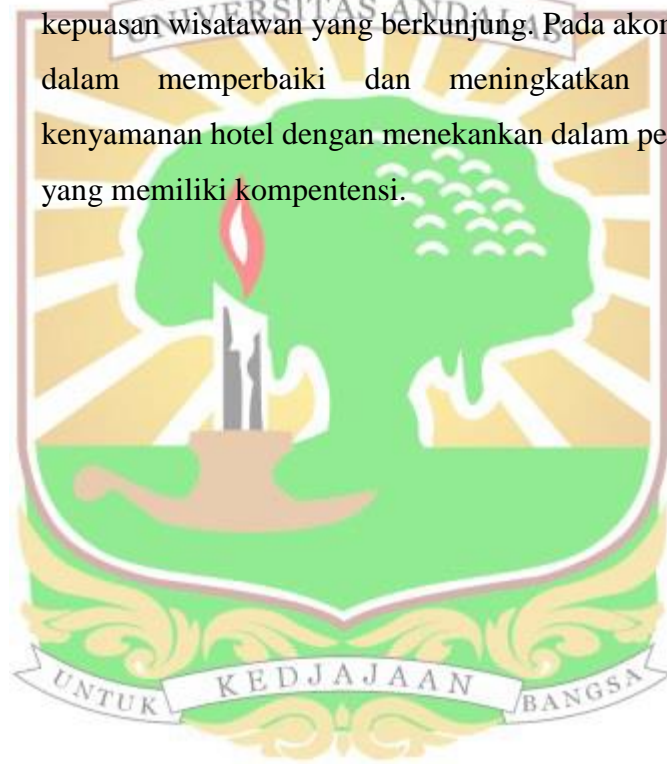 kepuasan wisatawan yang berkunjung. Pada akor
UNIVERSITAS ANDALAS
dalam memperbaiki dan meningkatkan
kenyamanan hotel dengan menekankan dalam pe
yang memiliki kompentensi.
UNTUK KEDJAJAAN BANGSA